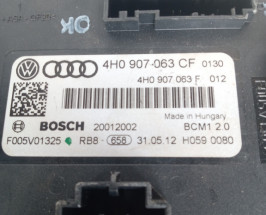 OK
4H0 907 063 CF 0130
4H0 907 063 F 012
Made in Hungary
BOSCH 20012002 BCM1 2.0
F005V01325 RB8- 658 31.05.12 H059 0080